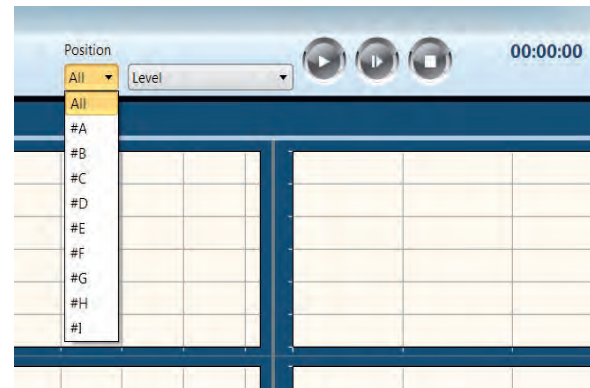 Position
00:00:00
All
Level
All
#A
#B
#C
#D
#E
#F
#G
#H
#I